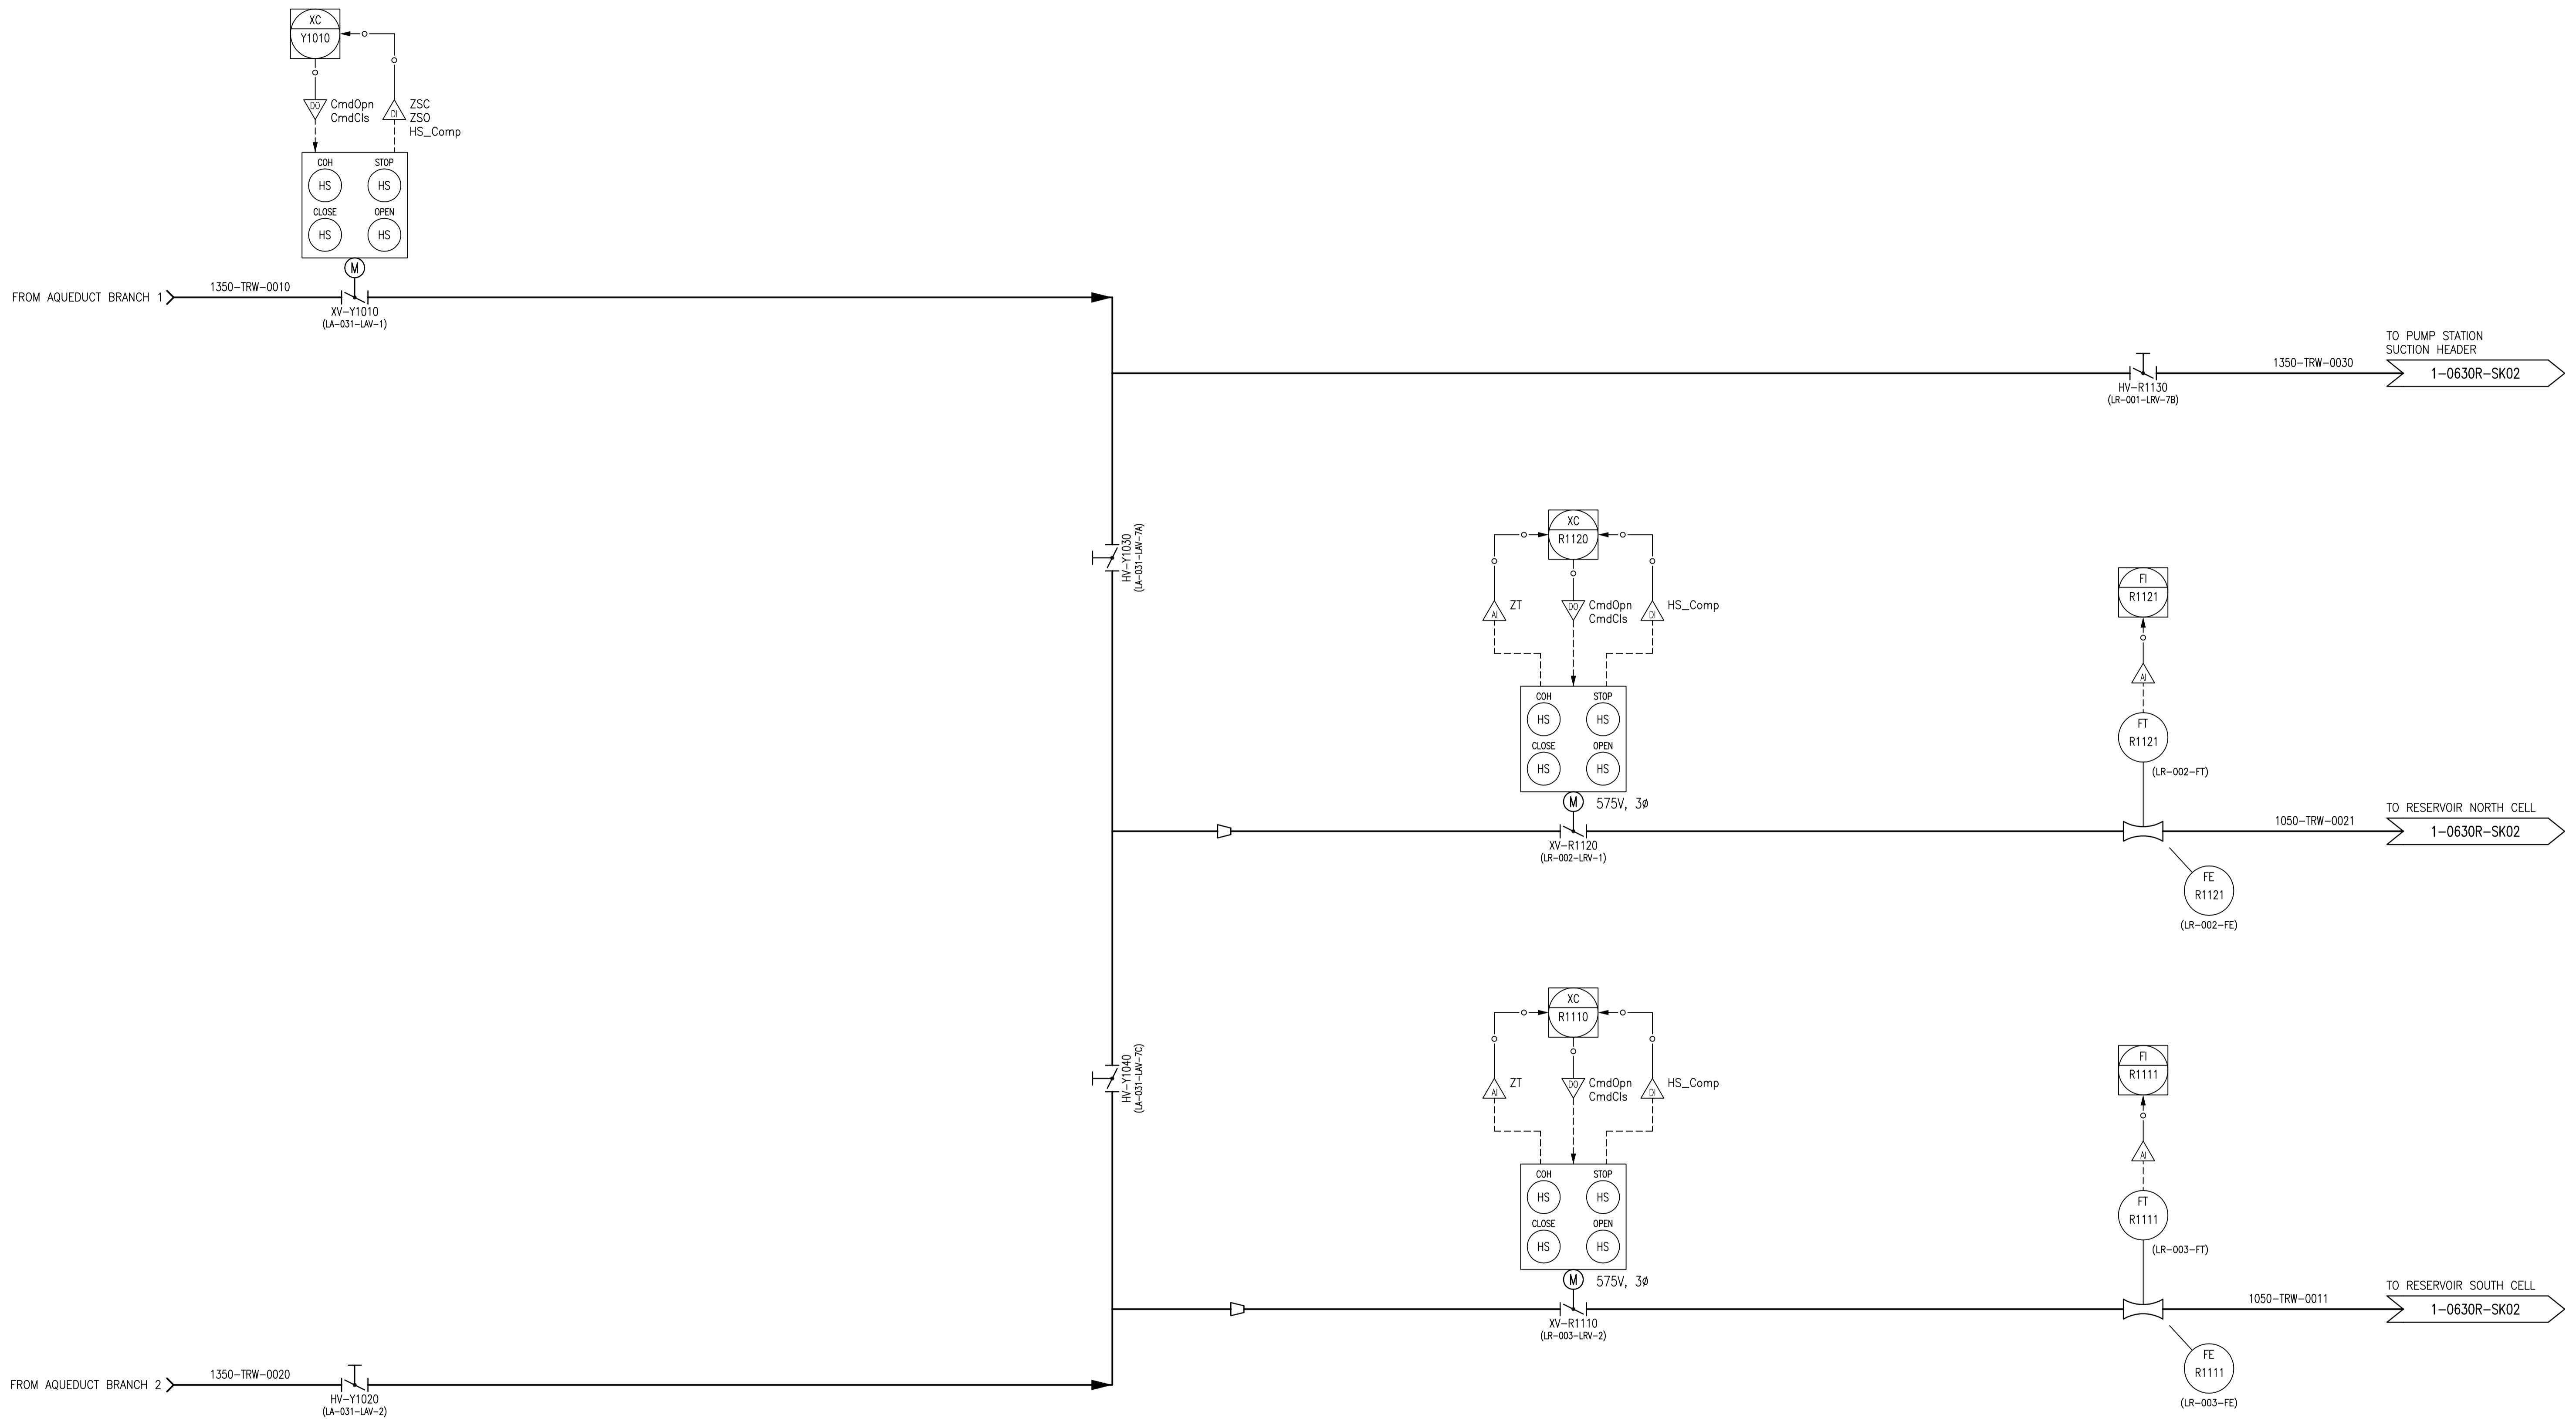 XC
Y1010
DO
CmdOpn
CmdCls
DI
ZSC
ZSO
HS_Comp
COH
STOP
HS
HS
CLOSE
OPEN
HS
HS
M
FROM AQUEDUCT BRANCH 1
1350-TRW-0010
XV-Y1010
(LA-031-LAV-1)
TO PUMP STATION
SUCTION HEADER
1350-TRW-0030
1-0630R-SK02
HV-R1130
(LR-001-LRV-7B)
HV-Y1030
(LA-031-LAV-7A)
XC
R1120
AI
ZT
DO
CmdOpn
CmdCls
DI
HS_Comp
COH
STOP
HS
HS
CLOSE
OPEN
HS
HS
M
575V, 3ø
XV-R1120
(LR-002-LRV-1)
FI
R1121
AI
FT
R1121
(LR-002-FT)
TO RESERVOIR NORTH CELL
1050-TRW-0021
1-0630R-SK02
FE
R1121
(LR-002-FE)
HV-Y1040
(LA-031-LAV-7C)
XC
R1110
AI
ZT
DO
CmdOpn
CmdCls
DI
HS_Comp
COH
STOP
HS
HS
CLOSE
OPEN
HS
HS
M
575V, 3ø
XV-R1110
(LR-003-LRV-2)
FI
R1111
AI
FT
R1111
(LR-003-FT)
TO RESERVOIR SOUTH CELL
1050-TRW-0011
1-0630R-SK02
FE
R1111
(LR-003-FE)
FROM AQUEDUCT BRANCH 2
1350-TRW-0020
HV-Y1020
(LA-031-LAV-2)